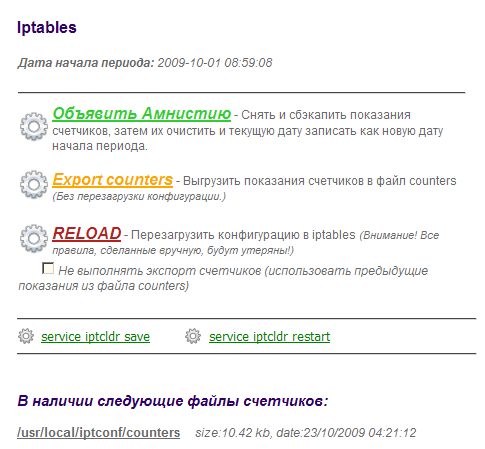 Iptables
Дата начала периода: 2009-10-01 08:59:08
Объявить Амнистию - Снять и сбэкапить показания
счетчиков, затем их очистить и текущую дату записать как новую дату
начала периода.
Export counters - Выгрузить показания счетчиков в файл counters
(Без перезагрузки конфигурации.)
RELOAD - Перезагрузить конфигурацию в iptables (Внимание! Все
правила, сделанные вручную, будут утеряны!)
Не выполнять экспорт счетчиков (использовать предыдущие
показания из файла counters)
service iptcldr save service iptcldr restart
В наличии следующие файлы счетчиков:
/usr/local/iptconf/counters size:10.42 kb, date:23/10/2009 04:21:12